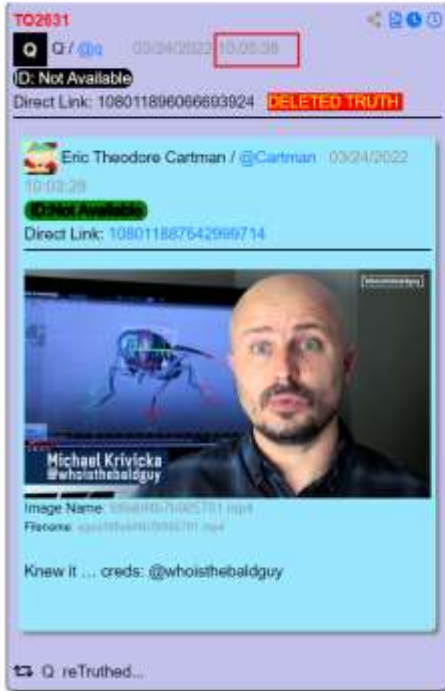 TO2631
Q Q / @q 03/24/2022 10:05:38
ID: Not Available
Direct Link: 108011896066693924 DELETED TRUTH
Eric Theodore Cartman / @Cartman 03/24/2022
10:03:29
ID:Not Available
Direct Link: 108011887542999714
Michael Krivicka
@whoisthebaldguy
Image Name:
Filename:
Knew it ... creds: @whoisthebaldguy
Q reTruthed...